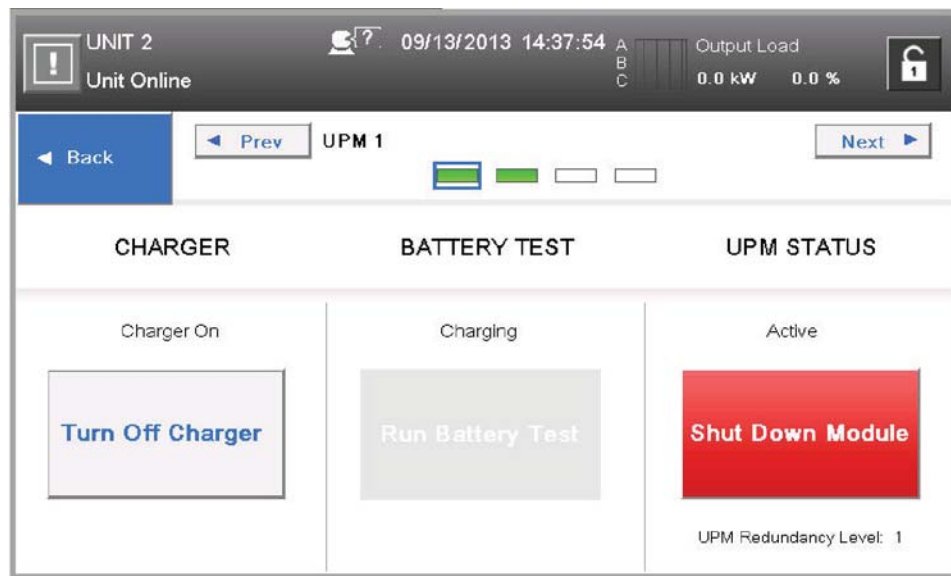 UNIT 2
Unit Online
?
09/13/2013 14:37:54
A
B
C
Output Load
0.0 kW 0.0 %
1
Back
Prev
UPM 1
Next
CHARGER
BATTERY TEST
UPM STATUS
Charger On
Charging
Active
Turn Off Charger
Run Battery Test
Shut Down Module
UPM Redundancy Level: 1